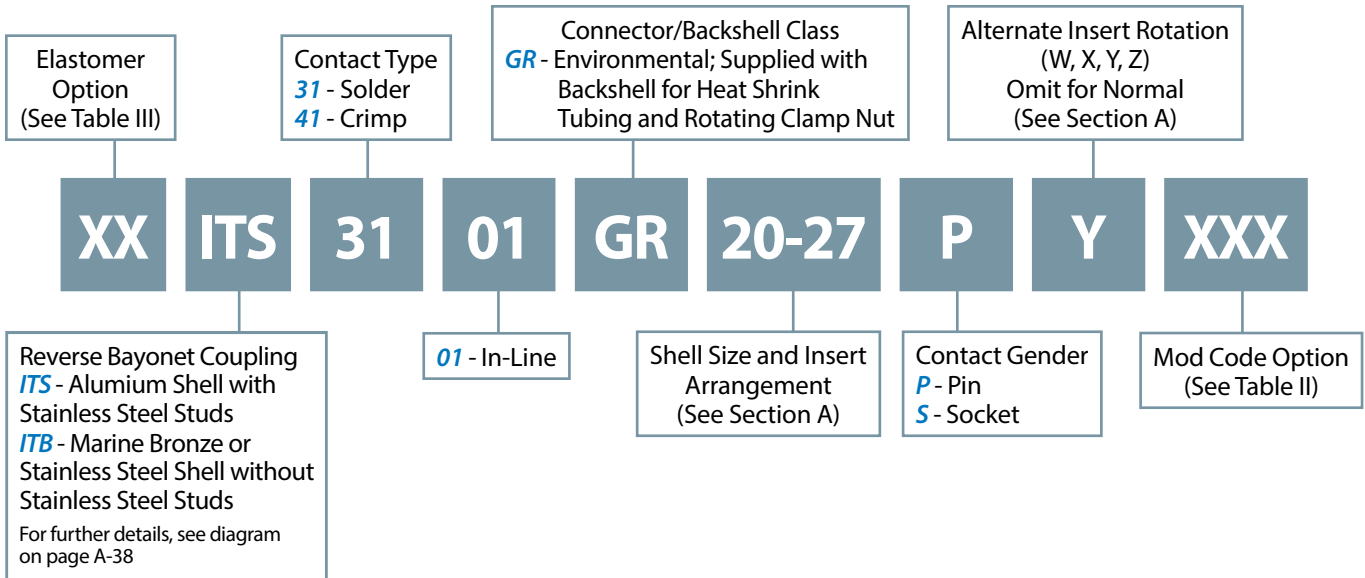 Elastomer
Option
(See Table III)
Contact Type
31 - Solder
41 - Crimp
Connector/Backshell Class
GR - Environmental; Supplied with
Backshell for Heat Shrink
Tubing and Rotating Clamp Nut
Alternate Insert Rotation
(W, X, Y, Z)
Omit for Normal
(See Section A)
XX ITS 31 01 GR 20-27 P Y XXX
Reverse Bayonet Coupling
ITS - Alumium Shell with
Stainless Steel Studs
ITB - Marine Bronze or
Stainless Steel Shell without
Stainless Steel Studs
For further details, see diagram
on page A-38
01 - In-Line
Shell Size and Insert
Arrangement
(See Section A)
Contact Gender
P - Pin
S - Socket
Mod Code Option
(See Table II)